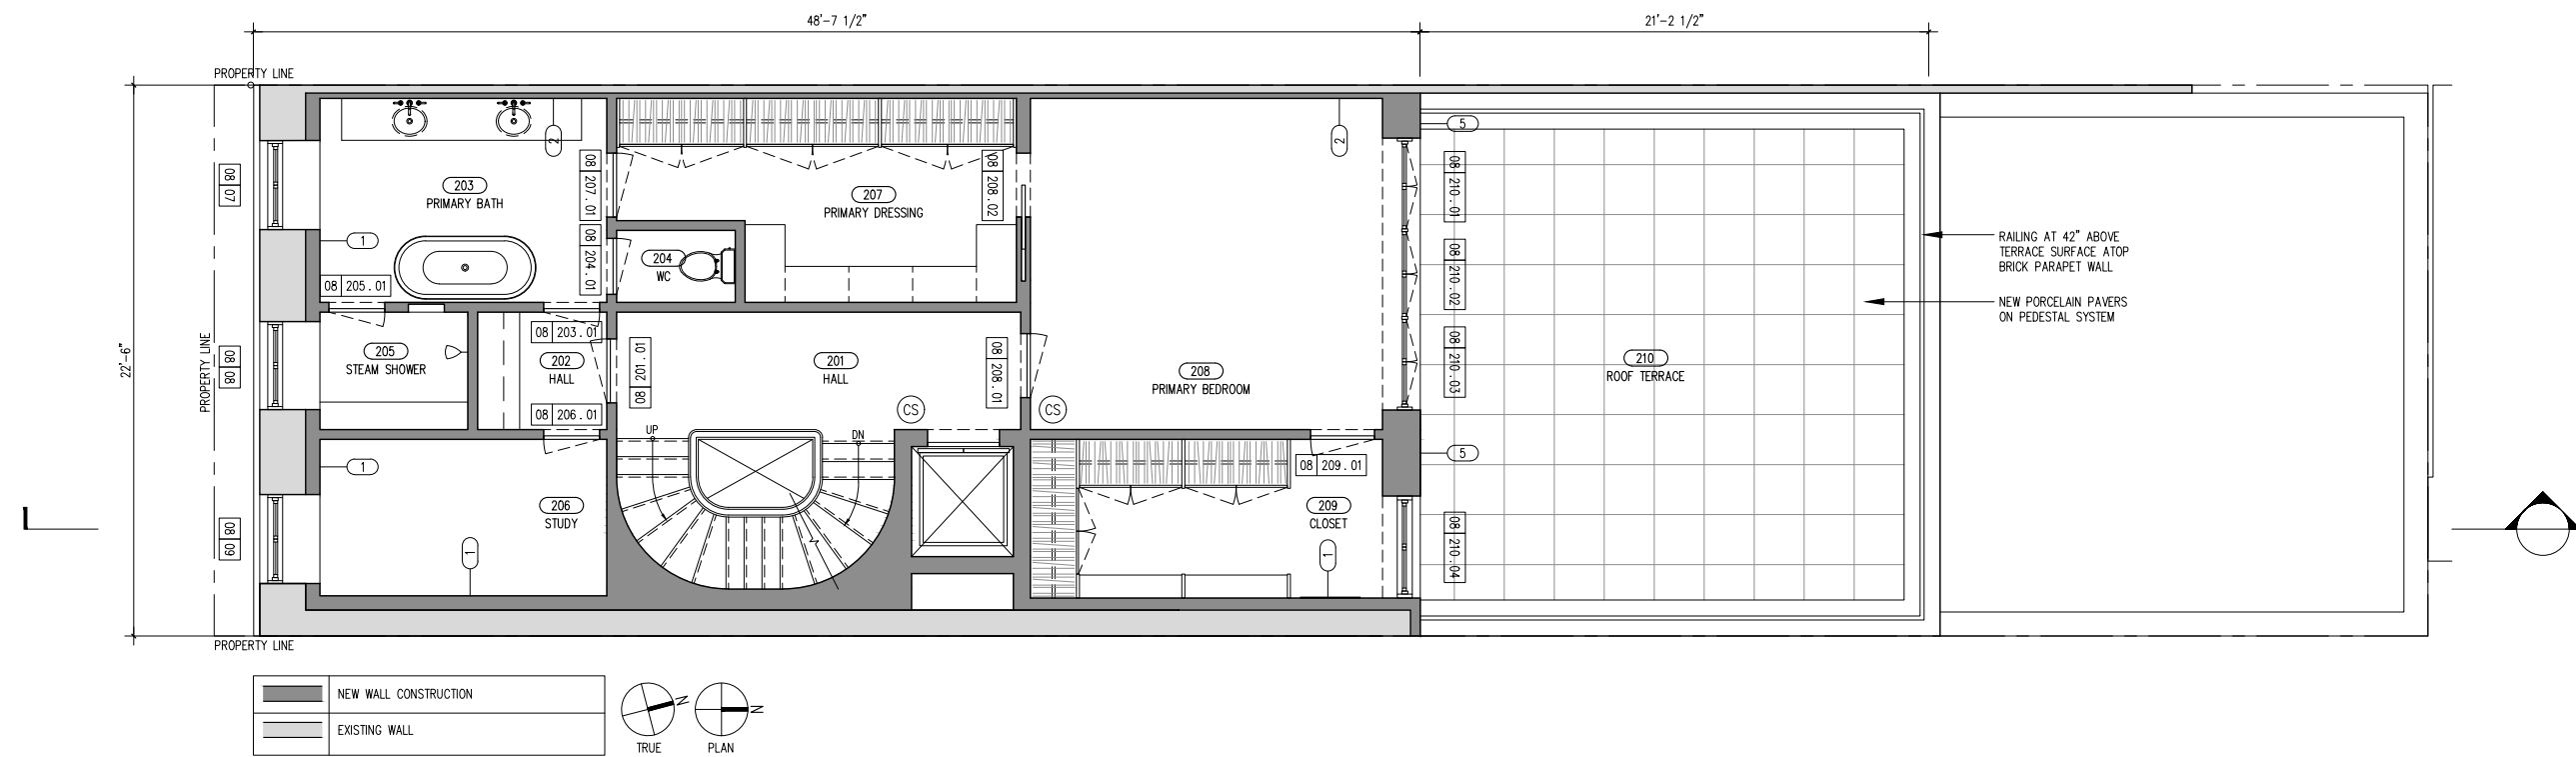 48'-7 1/2"
21'-2 1/2"
PROPERTY LINE
22'-6"
PROPERTY LINE
08 07
08 08
08 09
203
PRIMARY BATH
2
1
08 205.01
08 207.01
08 204.01
207
PRIMARY DRESSING
08 208.02
204
WC
2
5
08 210.01
08 210.02
08 210.03
RAILING AT 42" ABOVE
TERRACE SURFACE ATOP
BRICK PARAPET WALL
NEW PORCELAIN PAVERS
ON PEDESTAL SYSTEM
205
STEAM SHOWER
08 203.01
202
HALL
08 206.01
08 201.01
201
HALL
08 208.01
CS
CS
208
PRIMARY BEDROOM
210
ROOF TERRACE
UP
DN
1
206
STUDY
1
08 209.01
209
CLOSET
1
5
08 210.04
PROPERTY LINE
NEW WALL CONSTRUCTION
EXISTING WALL
N
TRUE
N
PLAN